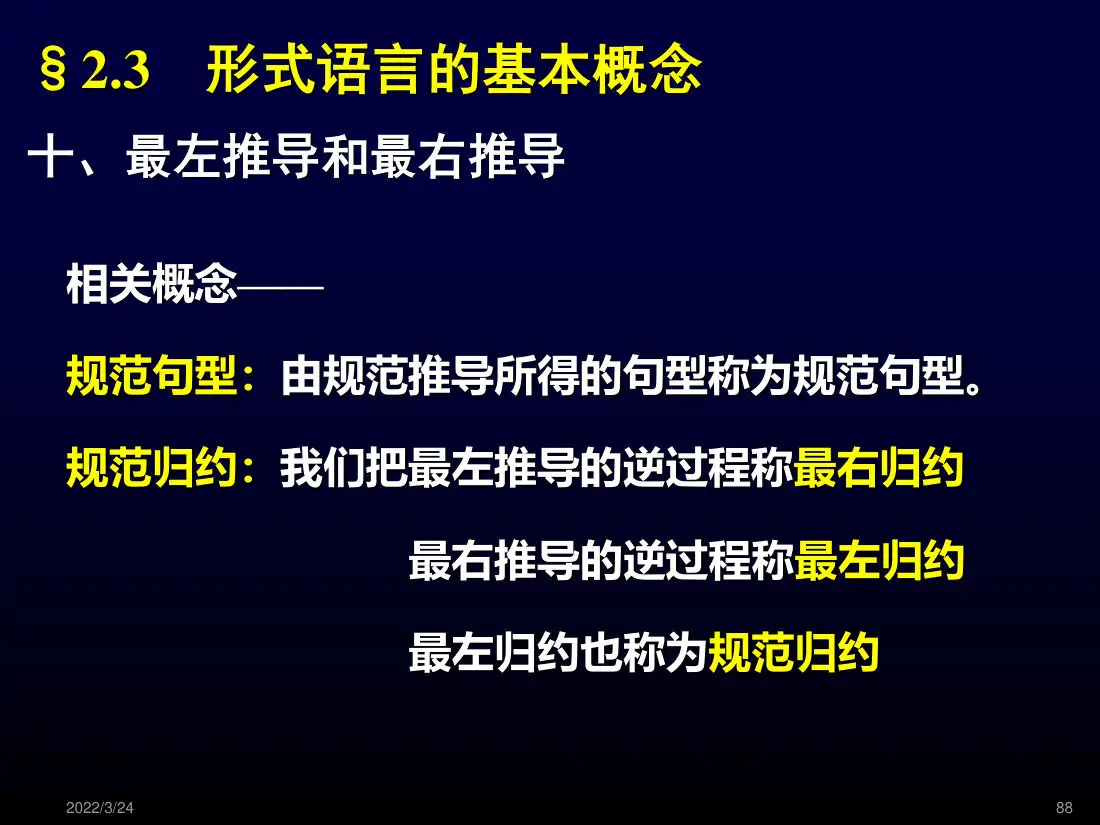 §2.3 形式语言的基本概念
十、最左推导和最右推导
相关概念——
规范句型：由规范推导所得的句型称为规范句型。
规范归约：我们把最左推导的逆过程称最右归约
最右推导的逆过程称最左归约
最左归约也称为规范归约
2022/3/24
88